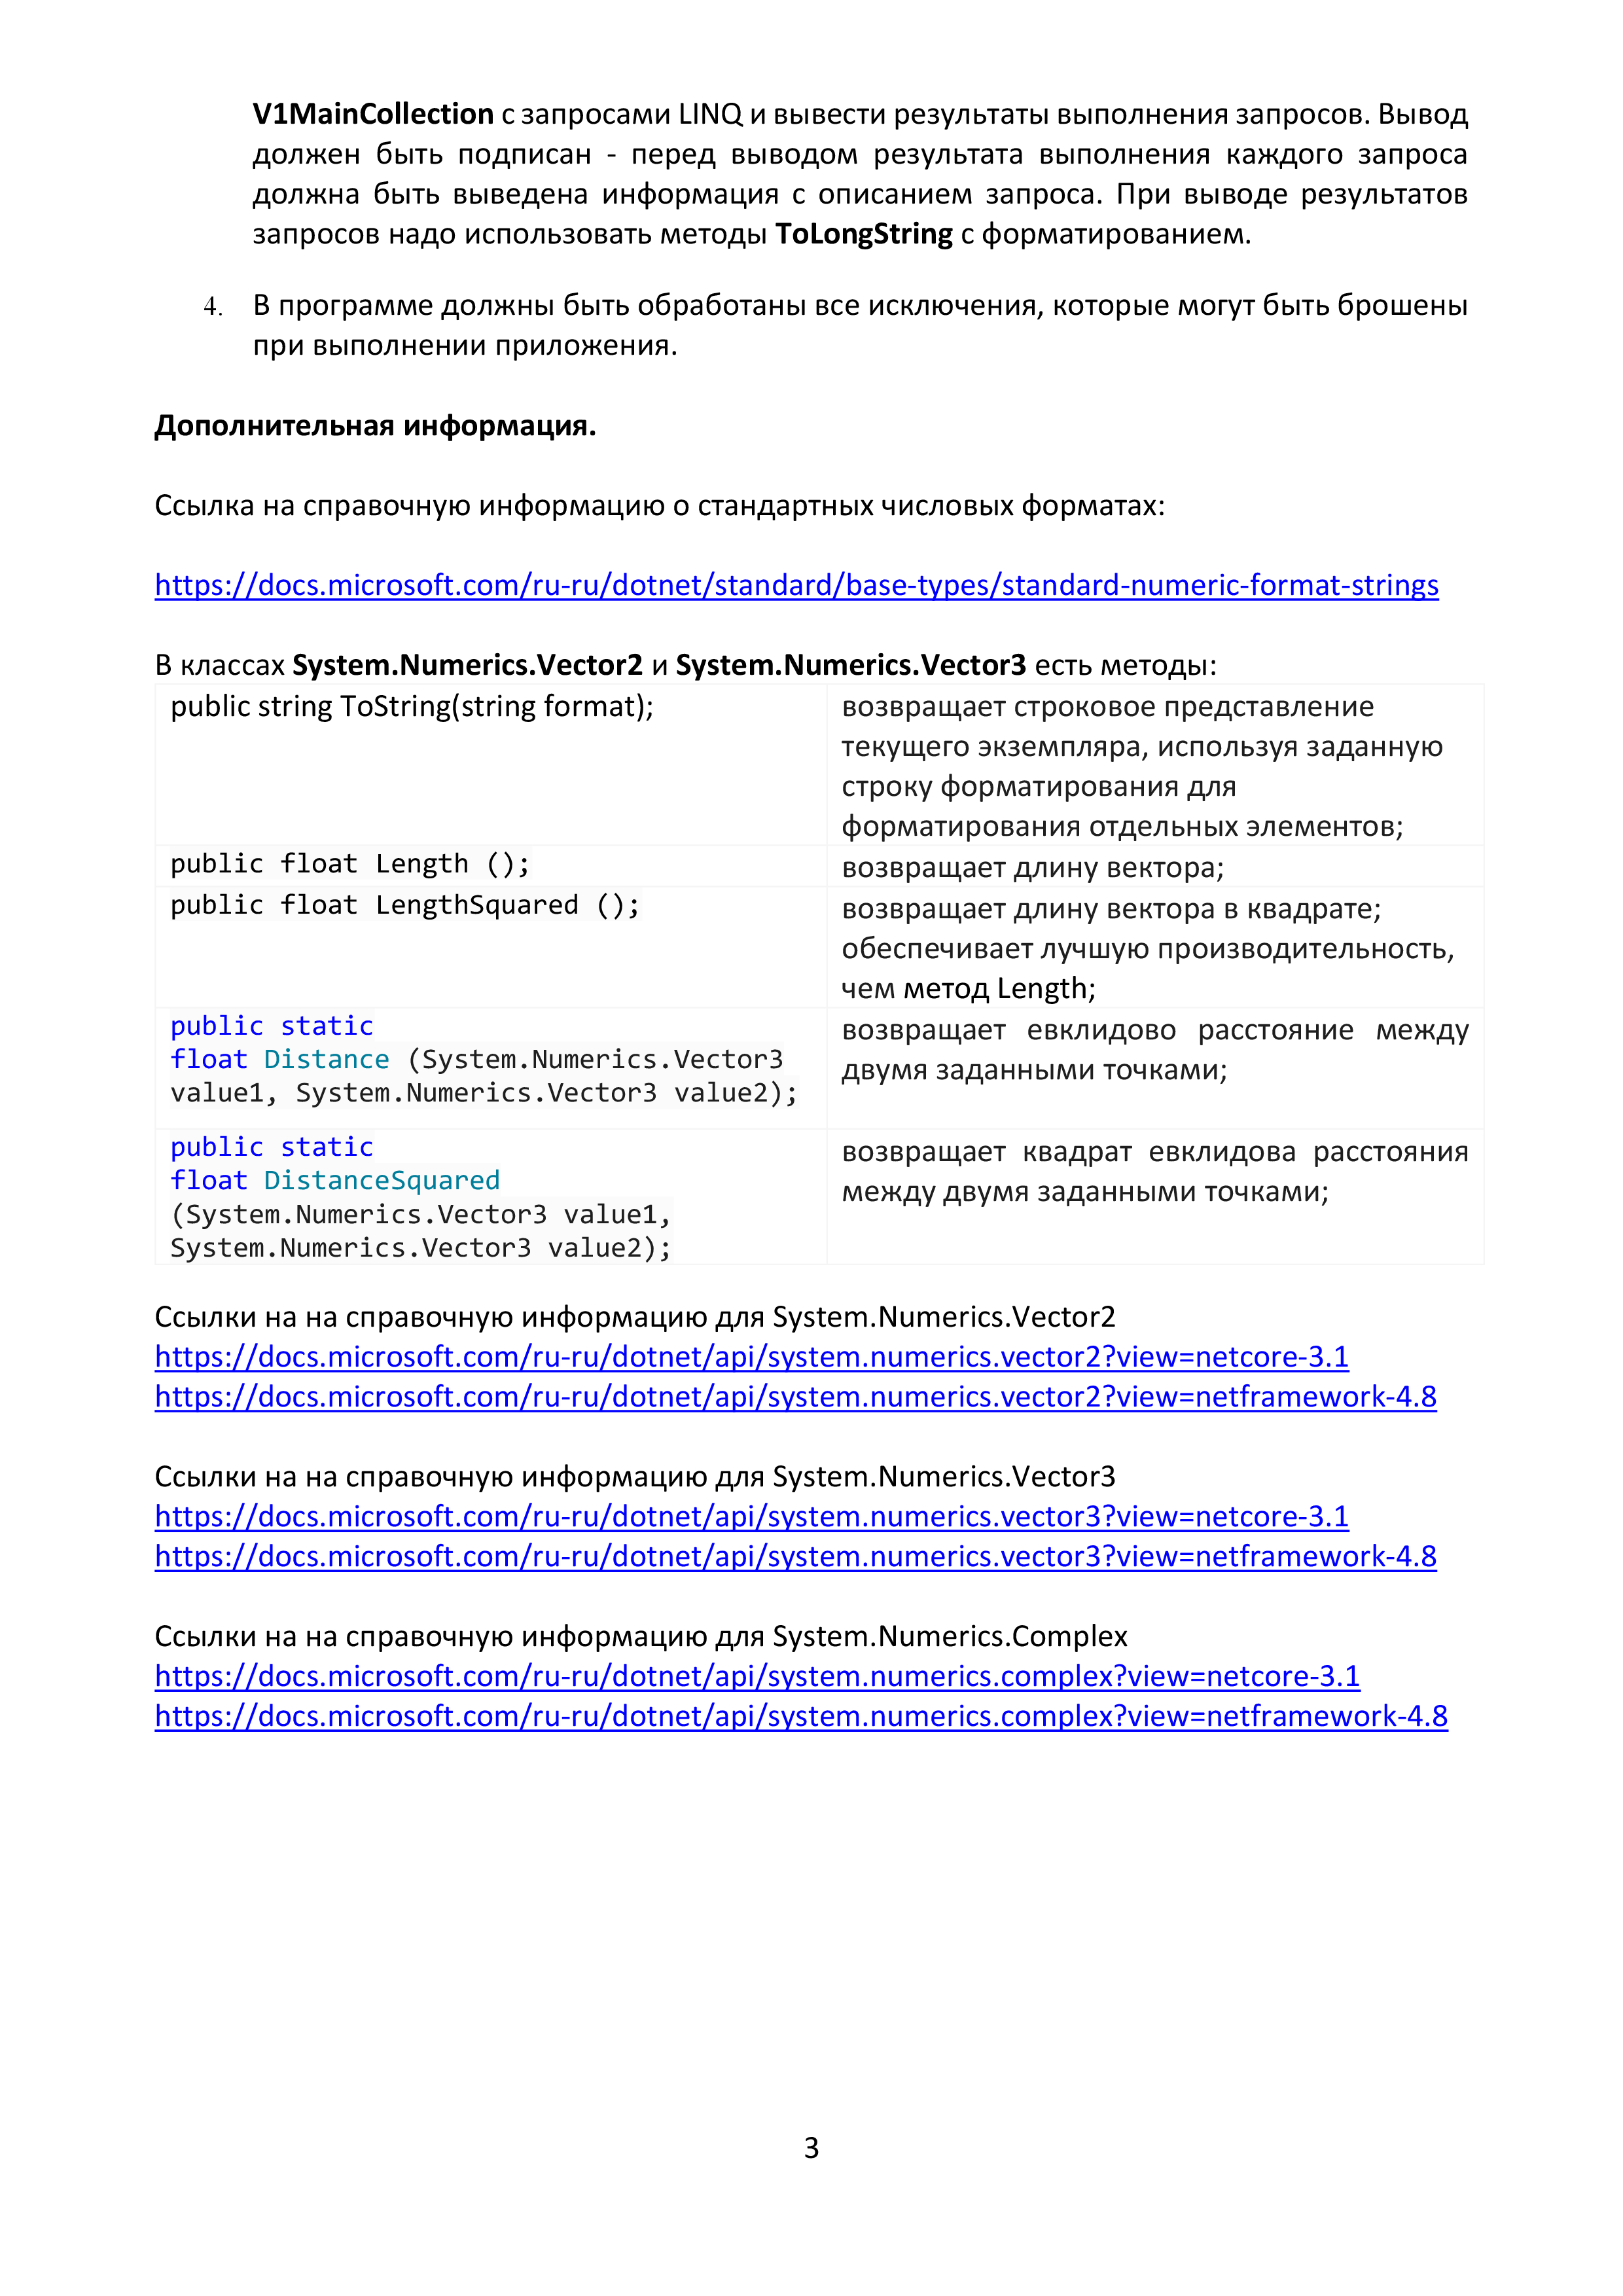 V1MainCollection с запросами LINQ и вывести результаты выполнения запросов. Вывод
должен быть подписан - перед выводом результата выполнения каждого запроса
должна быть выведена информация с описанием запроса. При выводе результатов
запросов надо использовать методы ToLongString с форматированием.
4. В программе должны быть обработаны все исключения, которые могут быть брошены
при выполнении приложения.
Дополнительная информация.
Ссылка на справочную информацию о стандартных числовых форматах:
https://docs.microsoft.com/ru-ru/dotnet/standard/base-types/standard-numeric-format-strings
В классах System.Numerics.Vector2 и System.Numerics.Vector3 есть методы:
public string ToString(string format);
возвращает строковое представление
текущего экземпляра, используя заданную
строку форматирования для
форматирования отдельных элементов;
public float Length ();
возвращает длину вектора;
public float LengthSquared ();
возвращает длину вектора в квадрате;
обеспечивает лучшую производительность,
чем метод Length;
public static
float Distance (System.Numerics.Vector3
value1, System.Numerics.Vector3 value2);
возвращает евклидово расстояние между
двумя заданными точками;
public static
float DistanceSquared
(System.Numerics.Vector3 value1,
System.Numerics.Vector3 value2);
возвращает квадрат евклидова расстояния
между двумя заданными точками;
Ссылки на на справочную информацию для System.Numerics.Vector2
https://docs.microsoft.com/ru-ru/dotnet/api/system.numerics.vector2?view=netcore-3.1
https://docs.microsoft.com/ru-ru/dotnet/api/system.numerics.vector2?view=netframework-4.8
Ссылки на на справочную информацию для System.Numerics.Vector3
https://docs.microsoft.com/ru-ru/dotnet/api/system.numerics.vector3?view=netcore-3.1
https://docs.microsoft.com/ru-ru/dotnet/api/system.numerics.vector3?view=netframework-4.8
Ссылки на на справочную информацию для System.Numerics.Complex
https://docs.microsoft.com/ru-ru/dotnet/api/system.numerics.complex?view=netcore-3.1
https://docs.microsoft.com/ru-ru/dotnet/api/system.numerics.complex?view=netframework-4.8
3